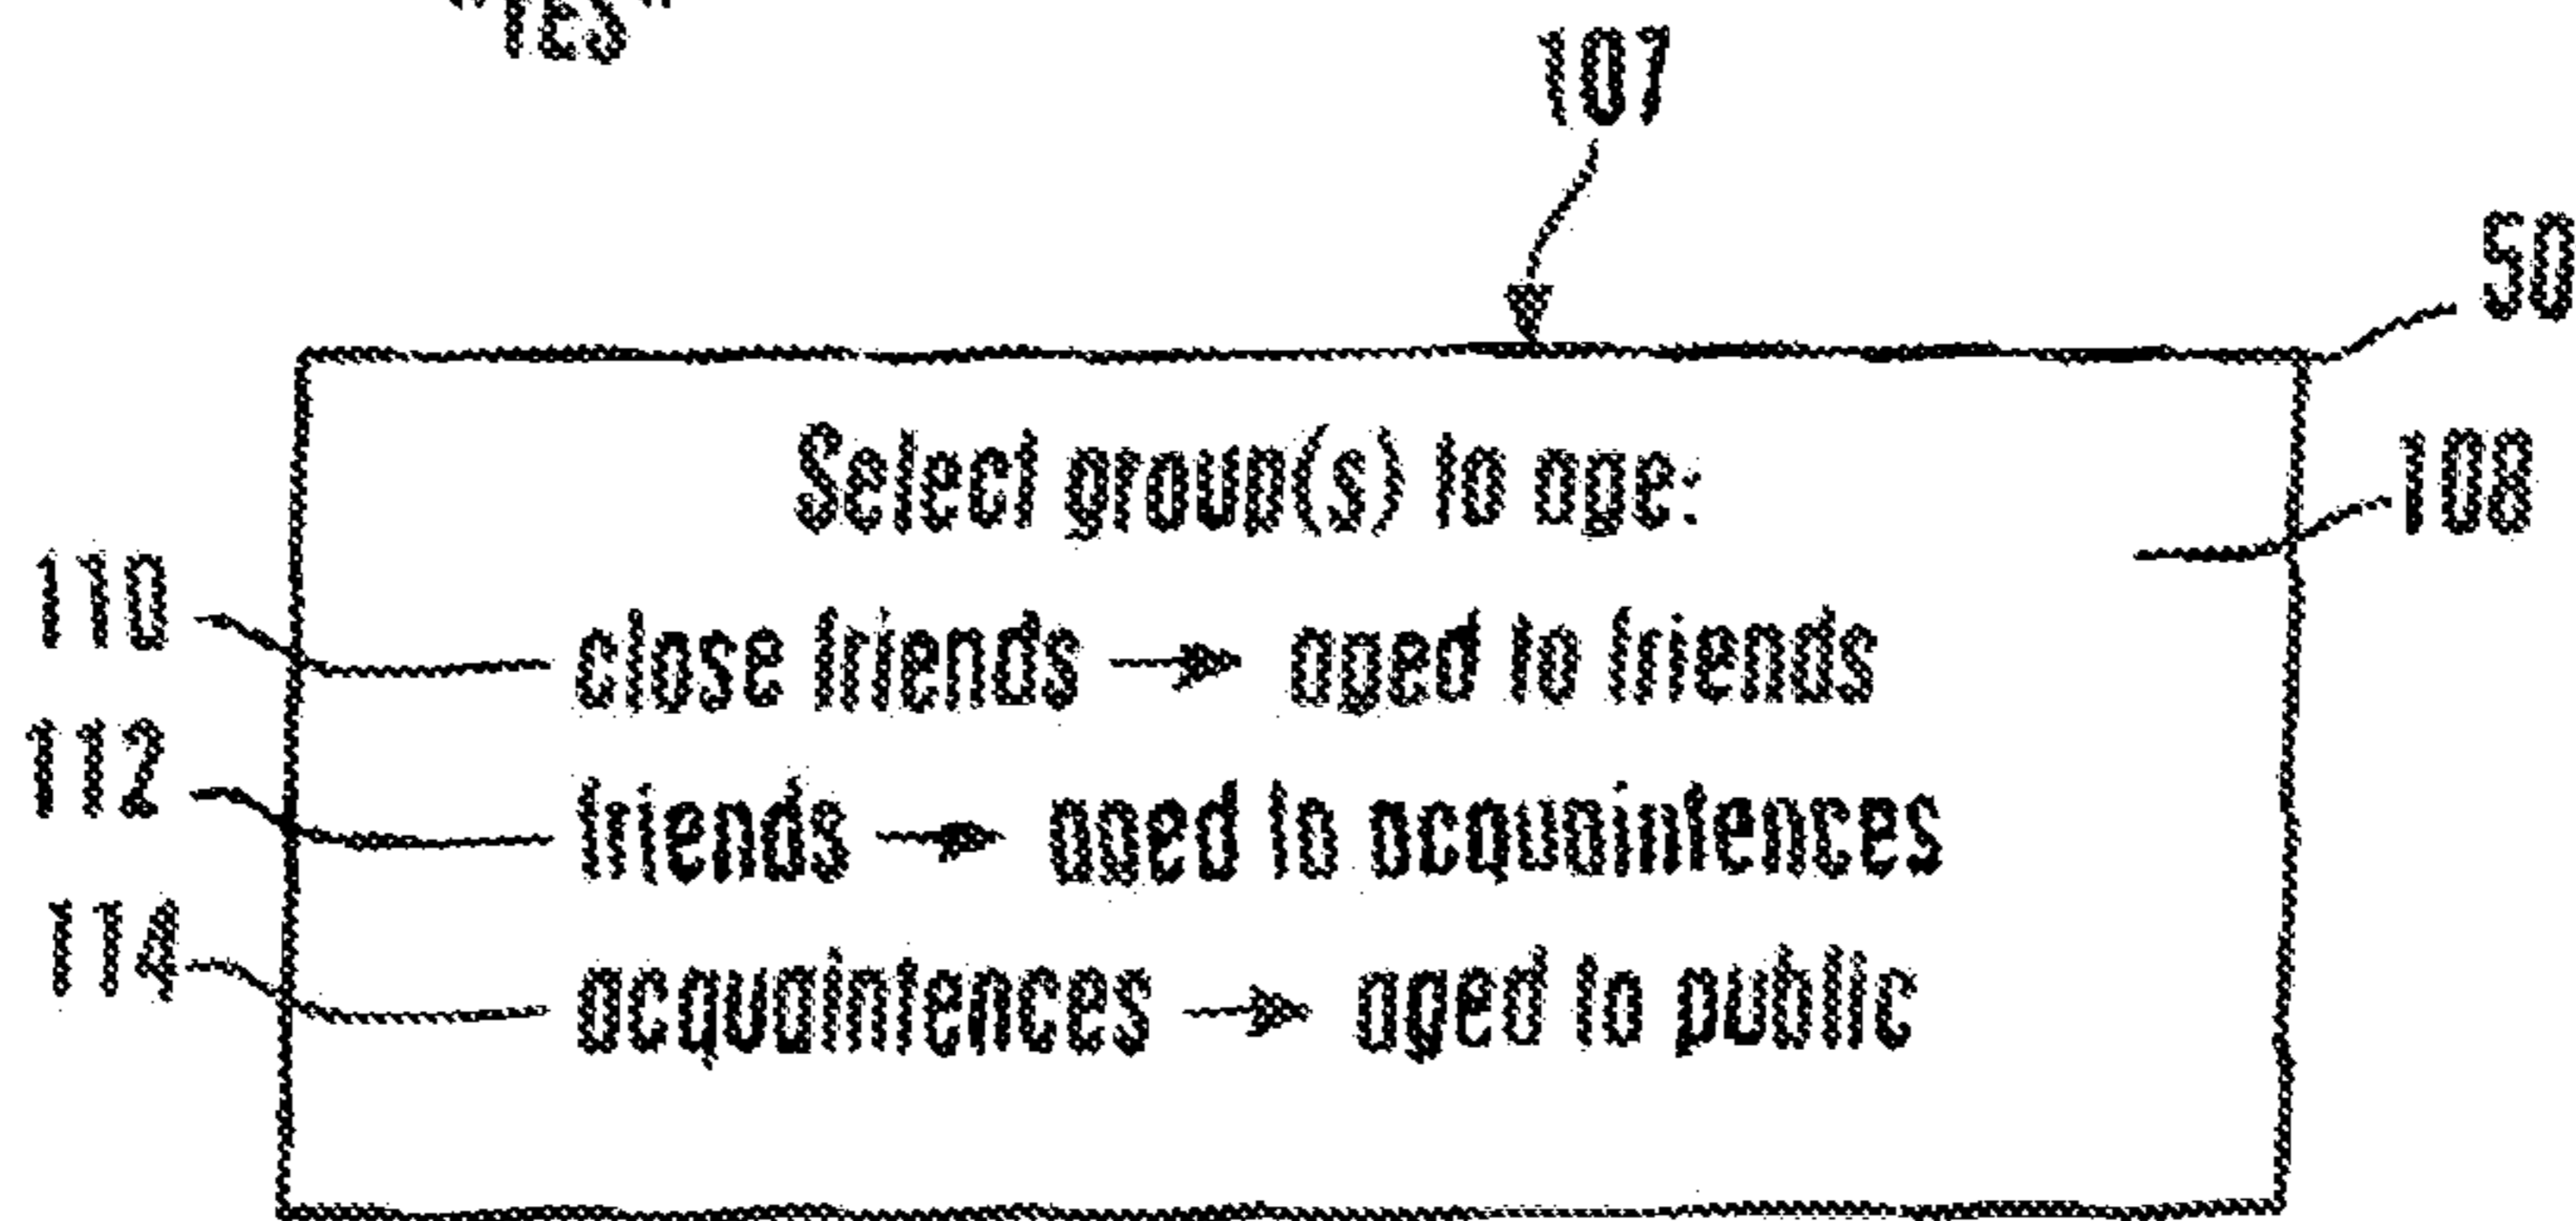 "YES"
107
50
Select group(s) to age:
108
110
close friends → aged to friends
112
friends → aged to acquaintences
114
acquaintences → aged to public